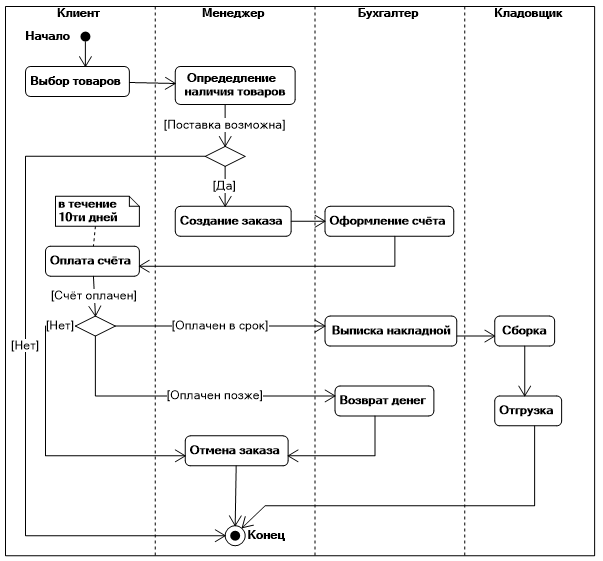 Клиент
Менеджер
Бухгалтер
Кладовщик
Начало
Выбор товаров
Опредедление
наличия товаров
[Поставка возможна]
[Да]
в течение
10ти дней
Создание заказа
Оформление счёта
Оплата счёта
[Счёт оплачен]
[Нет]
[Оплачен в срок]
Выписка накладной
Сборка
[Нет]
[Оплачен позже]
Возврат денег
Отгрузка
Отмена заказа
Конец